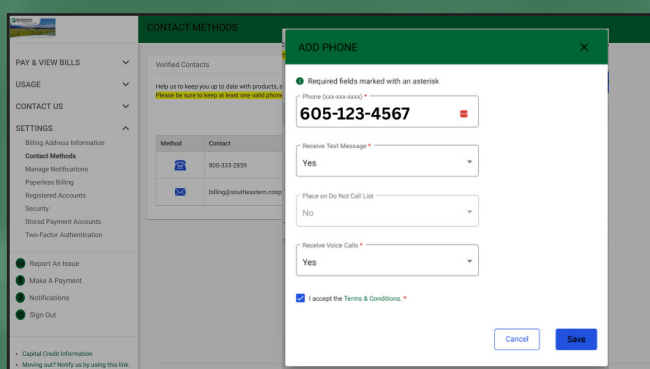 CONTACT METHODS
PAY & VIEW BILLS
USAGE
CONTACT US
SETTINGS
Billing Address Information
Contact Methods
Manage Notifications
Paperless Billing
Registered Accounts
Security
Stored Payment Accounts
Two-Factor Authentication
Report An Issue
Make A Payment
Notifications
Sign Out
• Capital Credit Information
• Moving out? Notify us by using this link.
Verified Contacts
Help us to keep you up to date with products, s
Please be sure to keep at least one valid phone
Method Contact
800-333-2859
billing@southeastern.coop
ADD PHONE
Required fields marked with an asterisk
Phone (xxx-xxx-xxxx) *
605-123-4567
Receive Text Message *
Yes
Place on Do Not Call List
No
Receive Voice Calls *
Yes
I accept the Terms & Conditions. *
Cancel Save